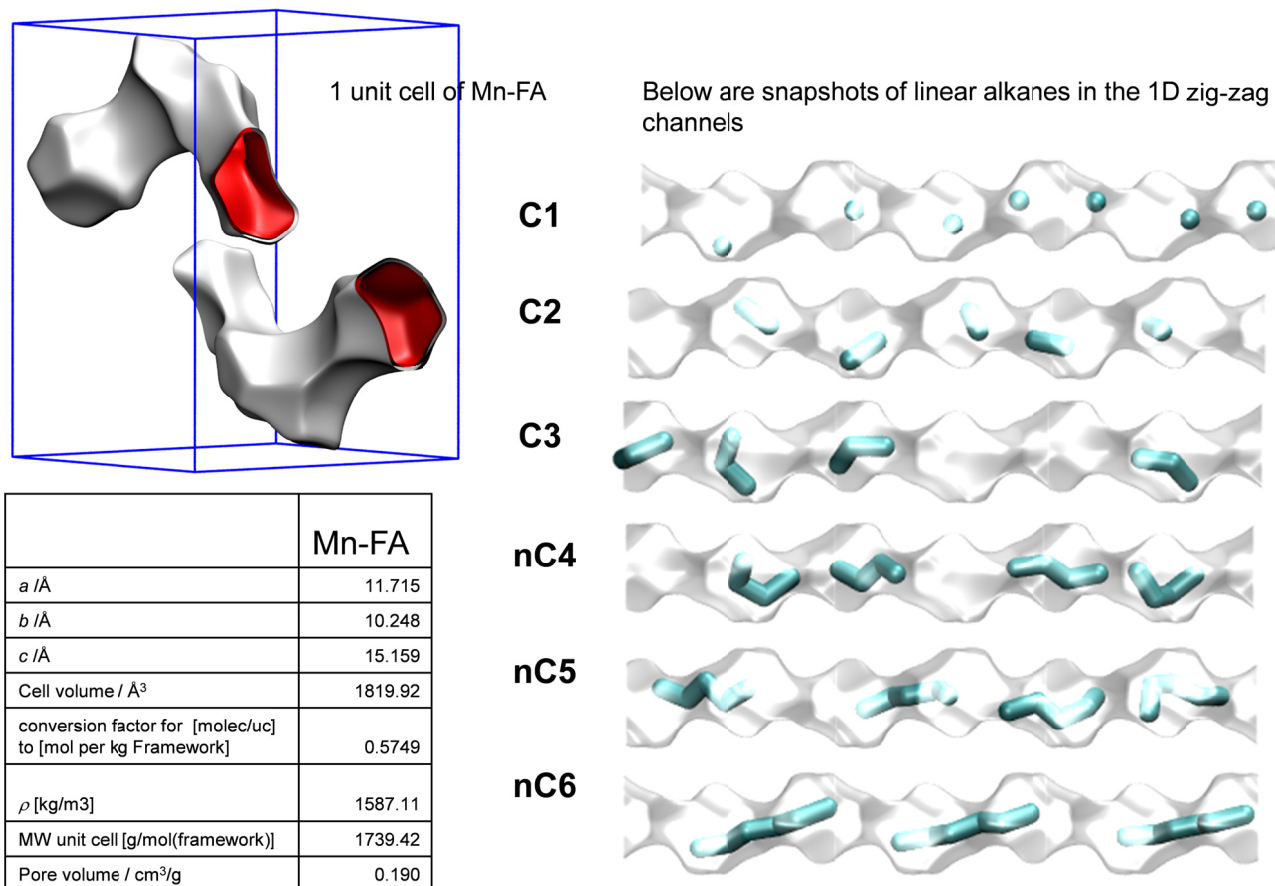 1 unit cell of Mn-FA
Below are snapshots of linear alkanes in the 1D zig-zag
channels
C1
C2
C3
nC4
nC5
nC6
Mn-FA
a /Å 11.715
b /Å 10.248
c /Å 15.159
Cell volume / Å³ 1819.92
conversion factor for [molec/uc]
to [mol per kg Framework] 0.5749
ρ [kg/m3] 1587.11
MW unit cell [g/mol(framework)] 1739.42
Pore volume / cm³/g 0.190